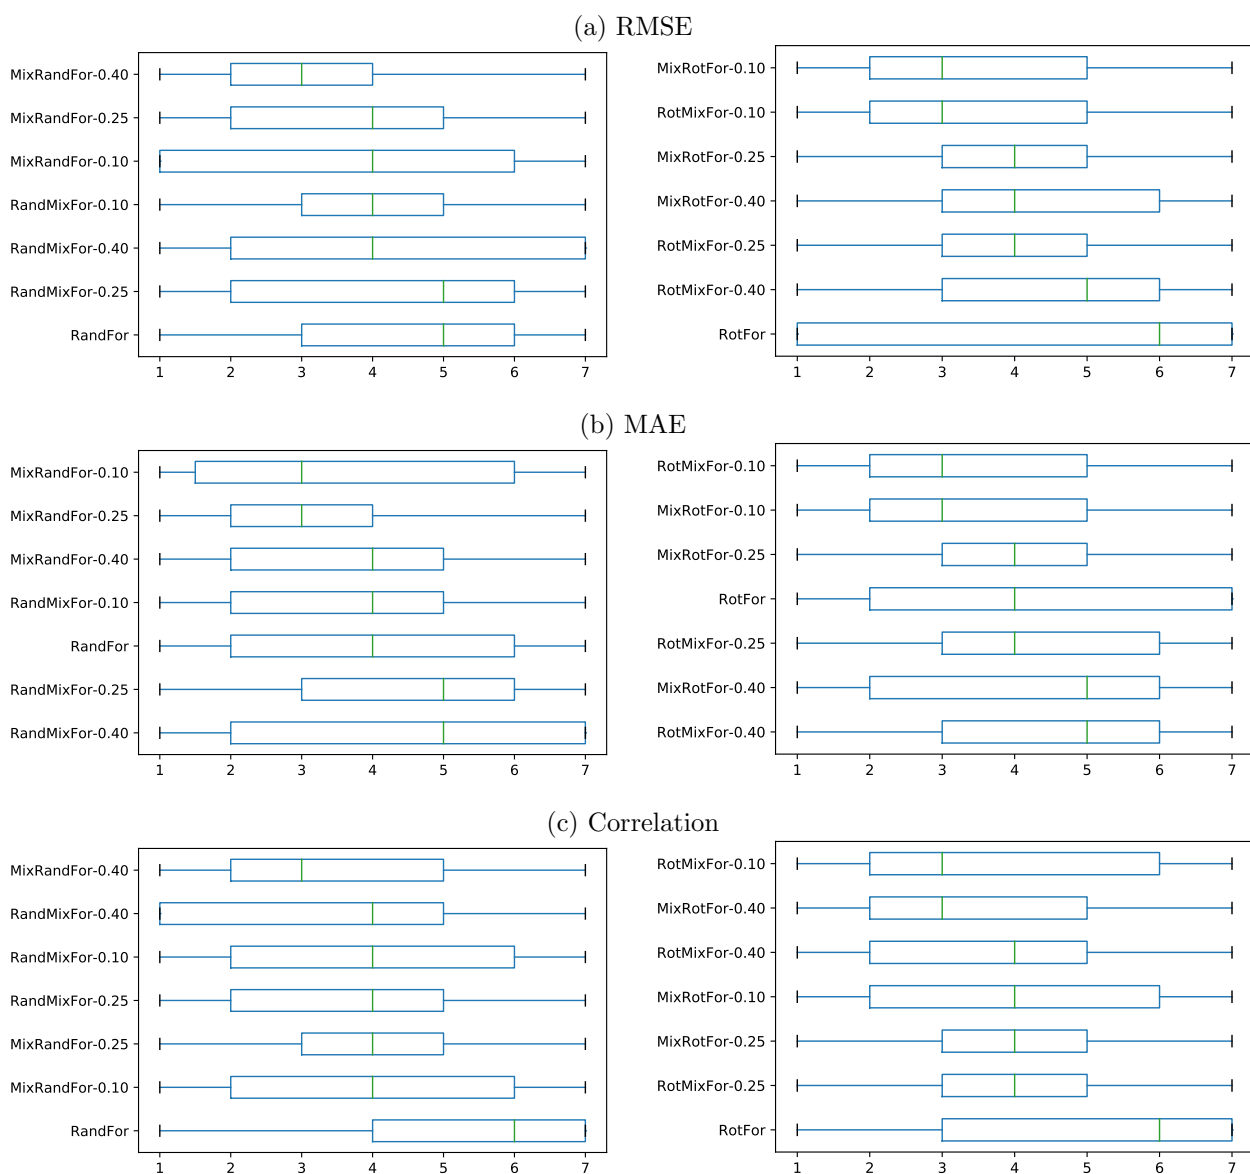 (a) RMSE
MixRandFor-0.40
MixRandFor-0.25
MixRandFor-0.10
RandMixFor-0.10
RandMixFor-0.40
RandMixFor-0.25
RandFor
1 2 3 4 5 6 7
MixRotFor-0.10
RotMixFor-0.10
MixRotFor-0.25
MixRotFor-0.40
RotMixFor-0.25
RotMixFor-0.40
RotFor
1 2 3 4 5 6 7
(b) MAE
MixRandFor-0.10
MixRandFor-0.25
MixRandFor-0.40
RandMixFor-0.10
RandFor
RandMixFor-0.25
RandMixFor-0.40
1 2 3 4 5 6 7
RotMixFor-0.10
MixRotFor-0.10
MixRotFor-0.25
RotFor
RotMixFor-0.25
MixRotFor-0.40
RotMixFor-0.40
1 2 3 4 5 6 7
(c) Correlation
MixRandFor-0.40
RandMixFor-0.40
RandMixFor-0.10
RandMixFor-0.25
MixRandFor-0.25
MixRandFor-0.10
RandFor
1 2 3 4 5 6 7
RotMixFor-0.10
MixRotFor-0.40
RotMixFor-0.40
MixRotFor-0.10
MixRotFor-0.25
RotMixFor-0.25
RotFor
1 2 3 4 5 6 7